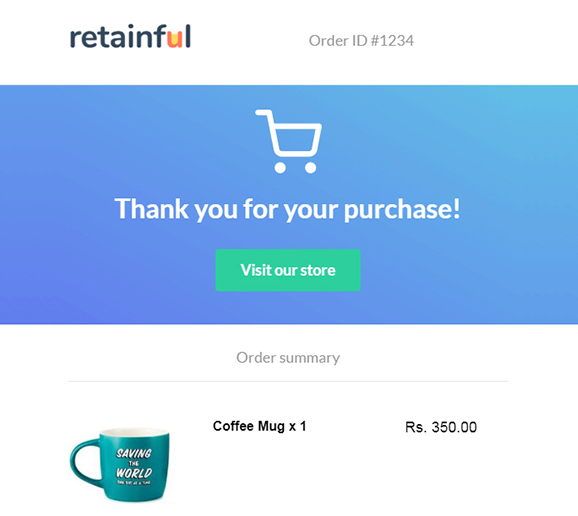 retainful
Order ID #1234
Thank you for your purchase!
Visit our store
Order summary
Coffee Mug x 1
Rs. 350.00
SAVING
THE
WORLD
ONE DAY AT A TIME